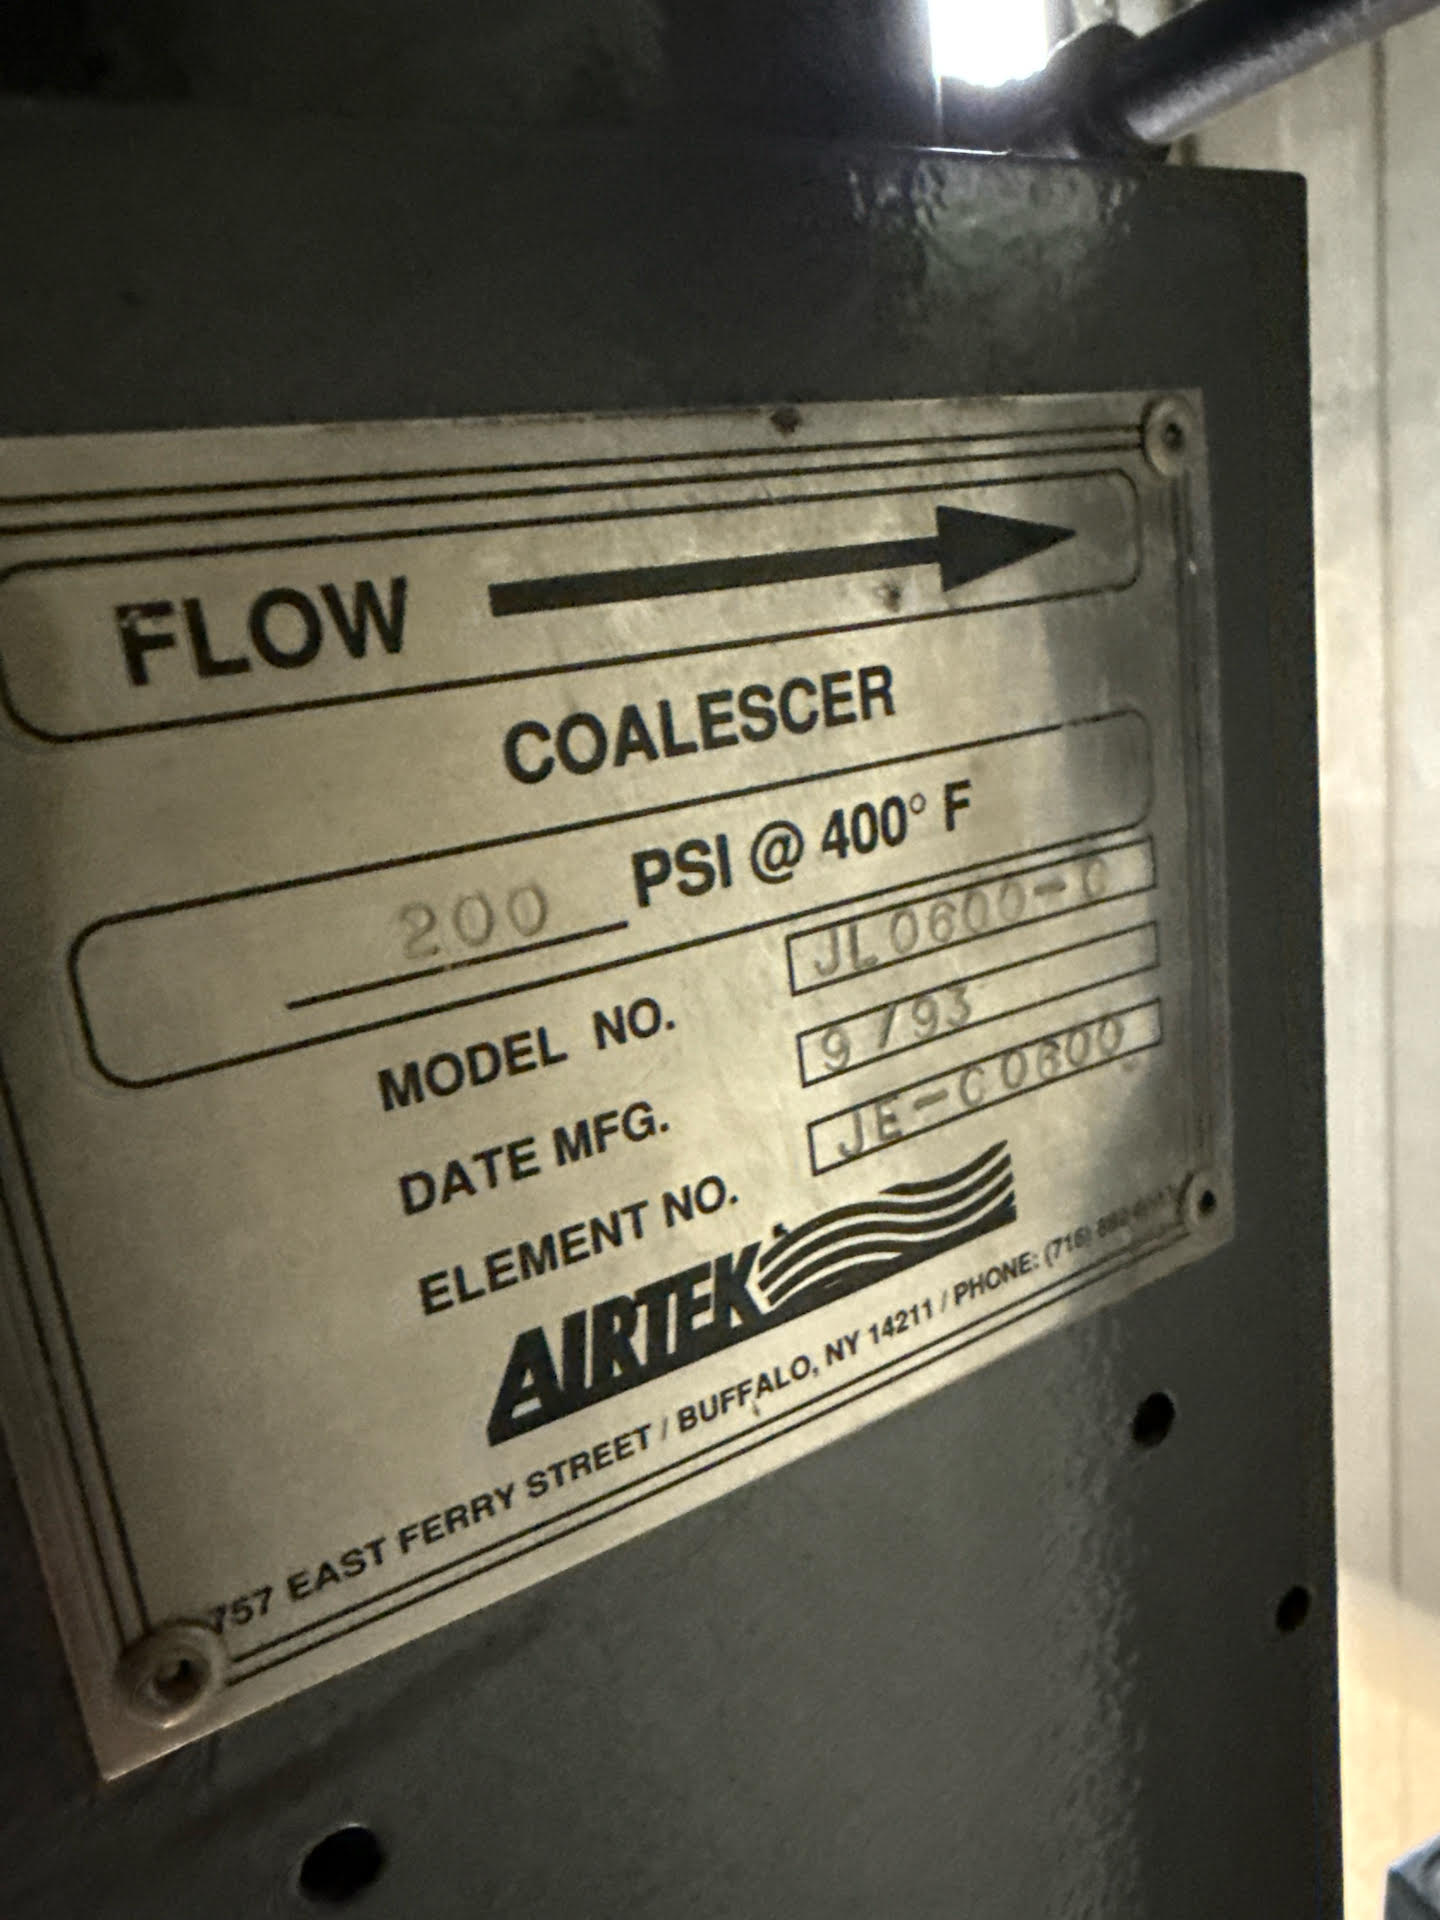 FLOW
COALESCER
200 PSI @ 400° F
MODEL NO. JL0600-C
DATE MFG. 9/93
ELEMENT NO. JE-C0600
AIRTEK
757 EAST FERRY STREET / BUFFALO, NY 14211 / PHONE: (716)